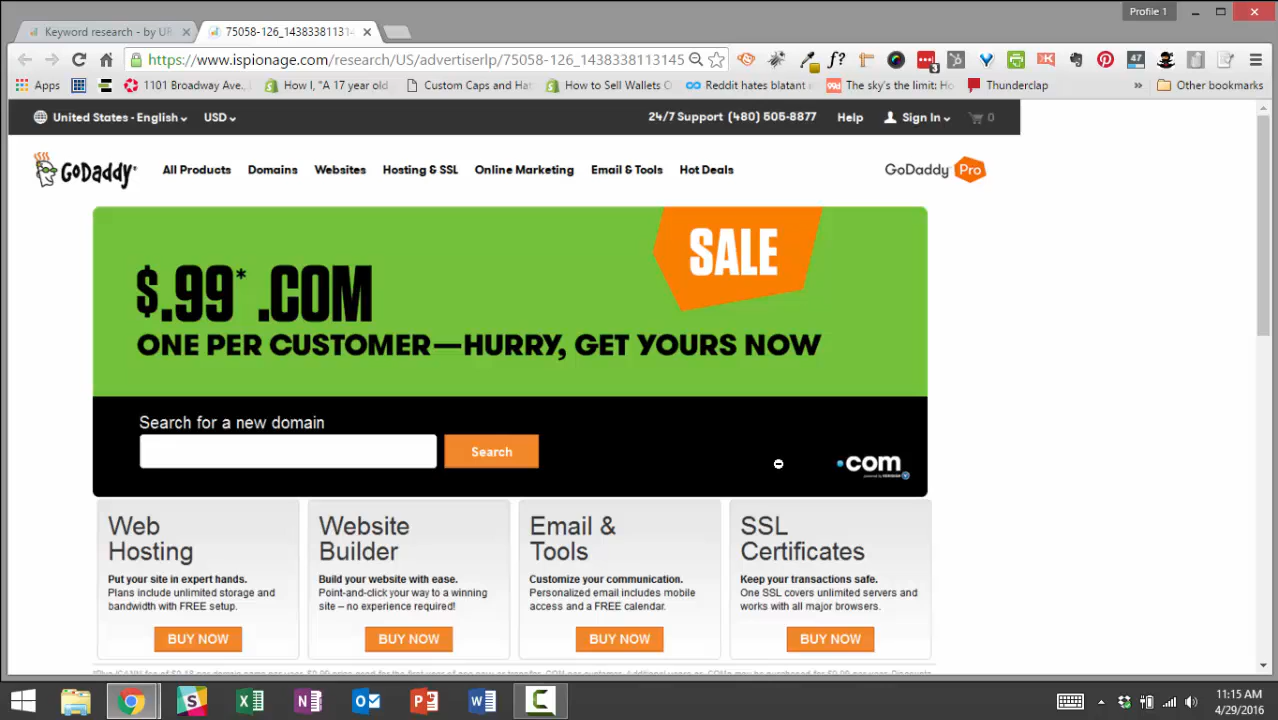 Profile 1
Keyword research - by UR
75058-126_14383381131
https://www.ispionage.com/research/US/advertiserlp/75058-126_1438338113145
f?
3
47
Apps
1101 Broadway Ave.,
How I, "A 17 year old
Custom Caps and Hat
How to Sell Wallets O
Reddit hates blatant
99d
The sky's the limit: Ho
Thunderclap
»
Other bookmarks
United States - English
USD
24/7 Support (480) 505-8877
Help
Sign In
0
GoDaddy
All Products
Domains
Websites
Hosting & SSL
Online Marketing
Email & Tools
Hot Deals
GoDaddy Pro
SALE
$.99* .COM
ONE PER CUSTOMER—HURRY, GET YOURS NOW
Search for a new domain
Search
.com
Web
Hosting
Put your site in expert hands.
Plans include unlimited storage and
bandwidth with FREE setup.
BUY NOW
Website
Builder
Build your website with ease.
Point-and-click your way to a winning
site – no experience required!
BUY NOW
Email &
Tools
Customize your communication.
Personalized email includes mobile
access and a FREE calendar.
BUY NOW
SSL
Certificates
Keep your transactions safe.
One SSL covers unlimited servers and
works with all major browsers.
BUY NOW
11:15 AM
4/29/2016